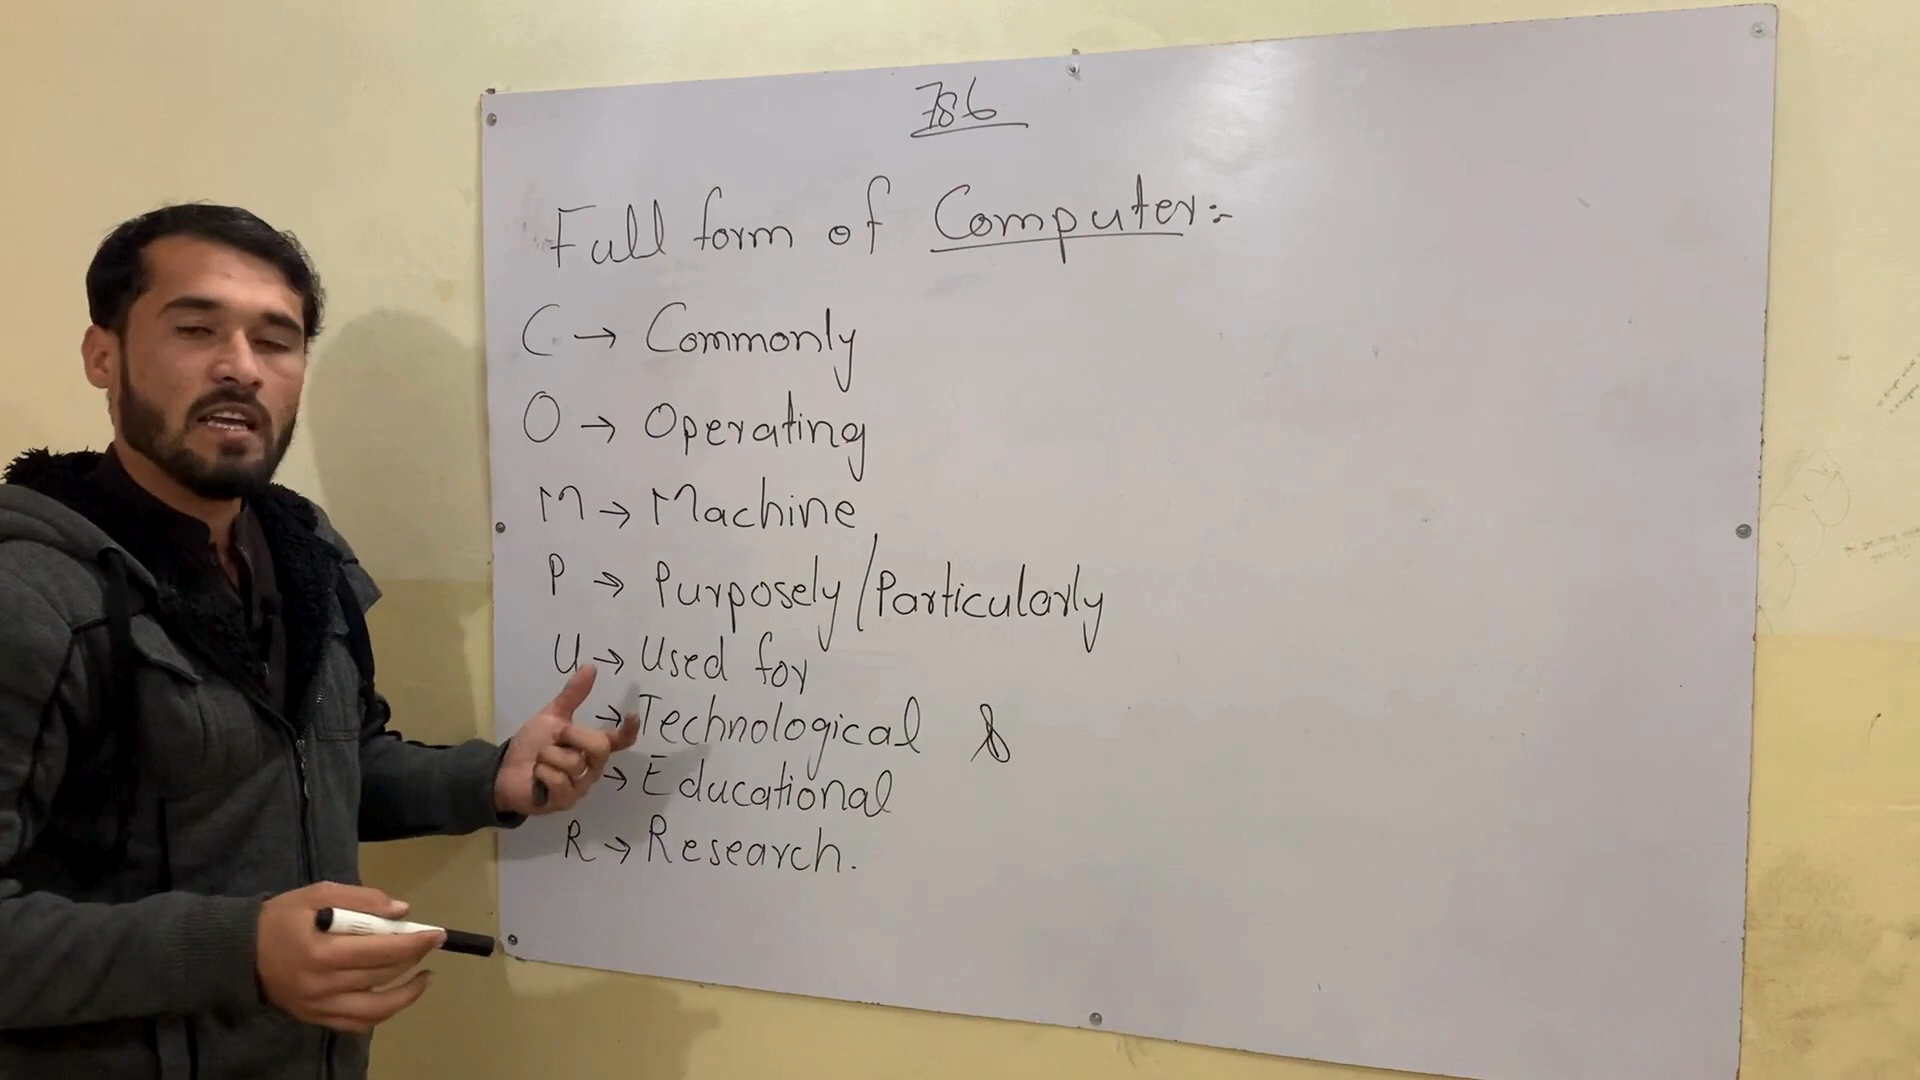 786
Full form of Computer:-
C → Commonly
O → Operating
M → Machine
P → Purposely/Particularly
U → Used for
→ Technological &
→ Educational
R → Research.